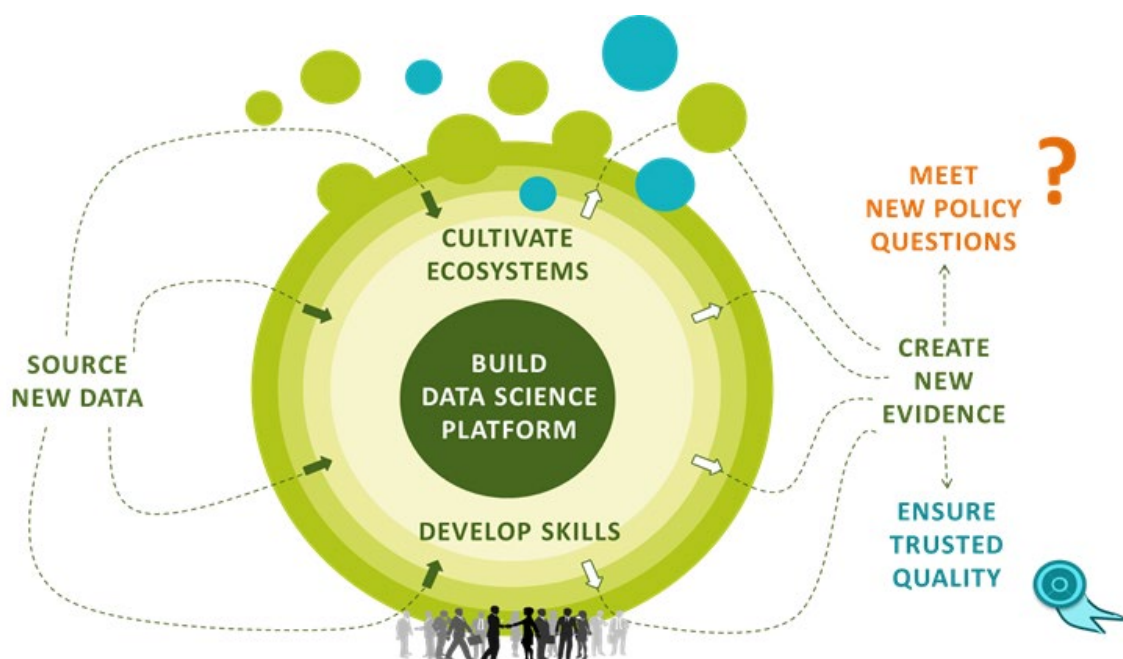 SOURCE
NEW DATA
CULTIVATE
ECOSYSTEMS
BUILD
DATA SCIENCE
PLATFORM
DEVELOP SKILLS
MEET
NEW POLICY
QUESTIONS
?
CREATE
NEW
EVIDENCE
ENSURE
TRUSTED
QUALITY